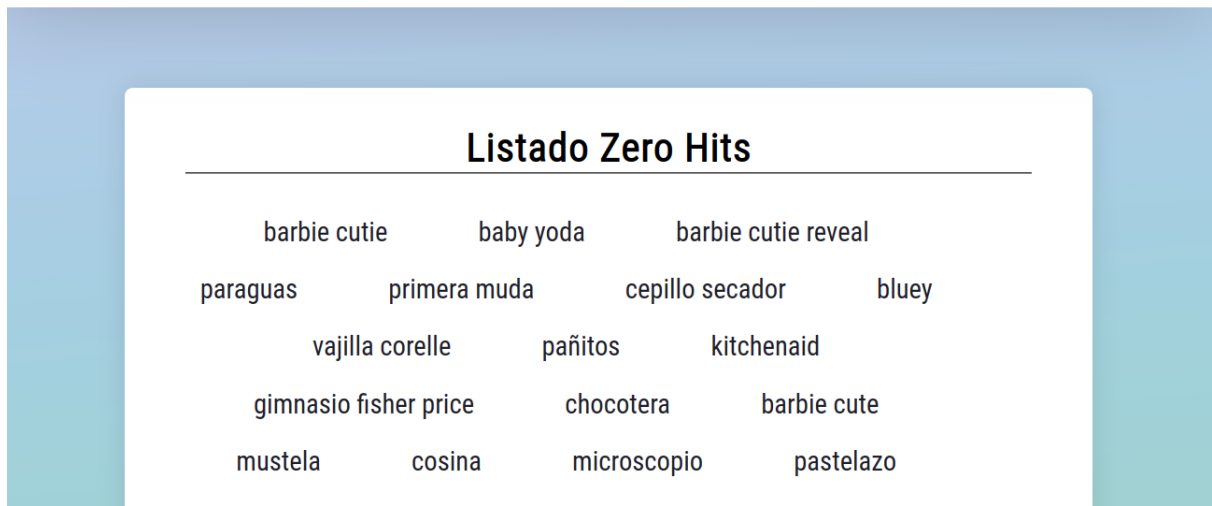 Listado Zero Hits
barbie cutie baby yoda barbie cutie reveal
paraguas primera muda cepillo secador bluey
vajilla corelle pañitos kitchenaid
gimnasio fisher price chocotera barbie cute
mustela cosina microscopio pastelazo